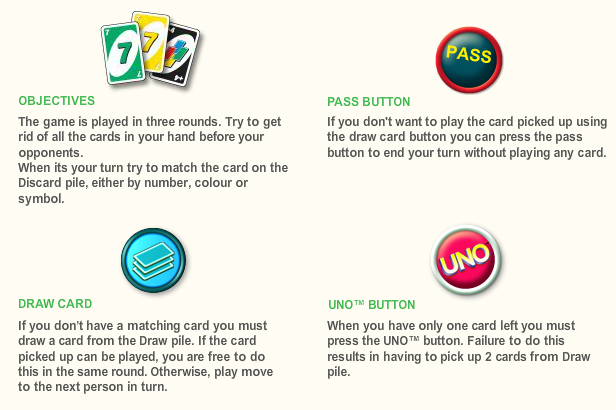 7 7
OBJECTIVES
The game is played in three rounds. Try to get
rid of all the cards in your hand before your
opponents.
When its your turn try to match the card on the
Discard pile, either by number, colour or
symbol.
PASS
PASS BUTTON
If you don't want to play the card picked up using
the draw card button you can press the pass
button to end your turn without playing any card.
DRAW CARD
If you don't have a matching card you must
draw a card from the Draw pile. If the card
picked up can be played, you are free to do
this in the same round. Otherwise, play move
to the next person in turn.
UNO
UNO™ BUTTON
When you have only one card left you must
press the UNO™ button. Failure to do this
results in having to pick up 2 cards from Draw
pile.